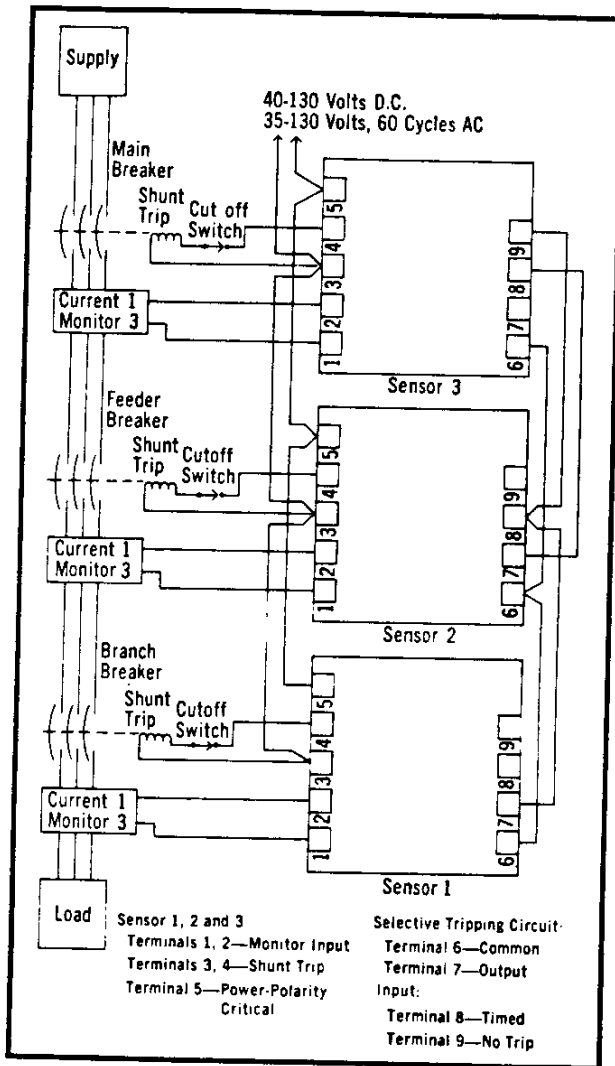 Supply
40-130 Volts D.C.
35-130 Volts, 60 Cycles AC
Main
Breaker
Shunt
Trip
Cut off
Switch
Current 1
Monitor 3
5
4
3
2
1
9
8
7
6
Sensor 3
Feeder
Breaker
Shunt
Trip
Cutoff
Switch
Current 1
Monitor 3
5
4
3
2
1
9
8
7
6
Sensor 2
Branch
Breaker
Shunt
Trip
Cutoff
Switch
Current 1
Monitor 3
5
4
3
2
1
9
8
7
6
Sensor 1
Load
Sensor 1, 2 and 3
Terminals 1, 2—Monitor Input
Terminals 3, 4—Shunt Trip
Terminal 5—Power-Polarity
Critical
Selective Tripping Circuit·
Terminal 6—Common
Terminal 7—Output
Input:
Terminal 8—Timed
Terminal 9—No Trip